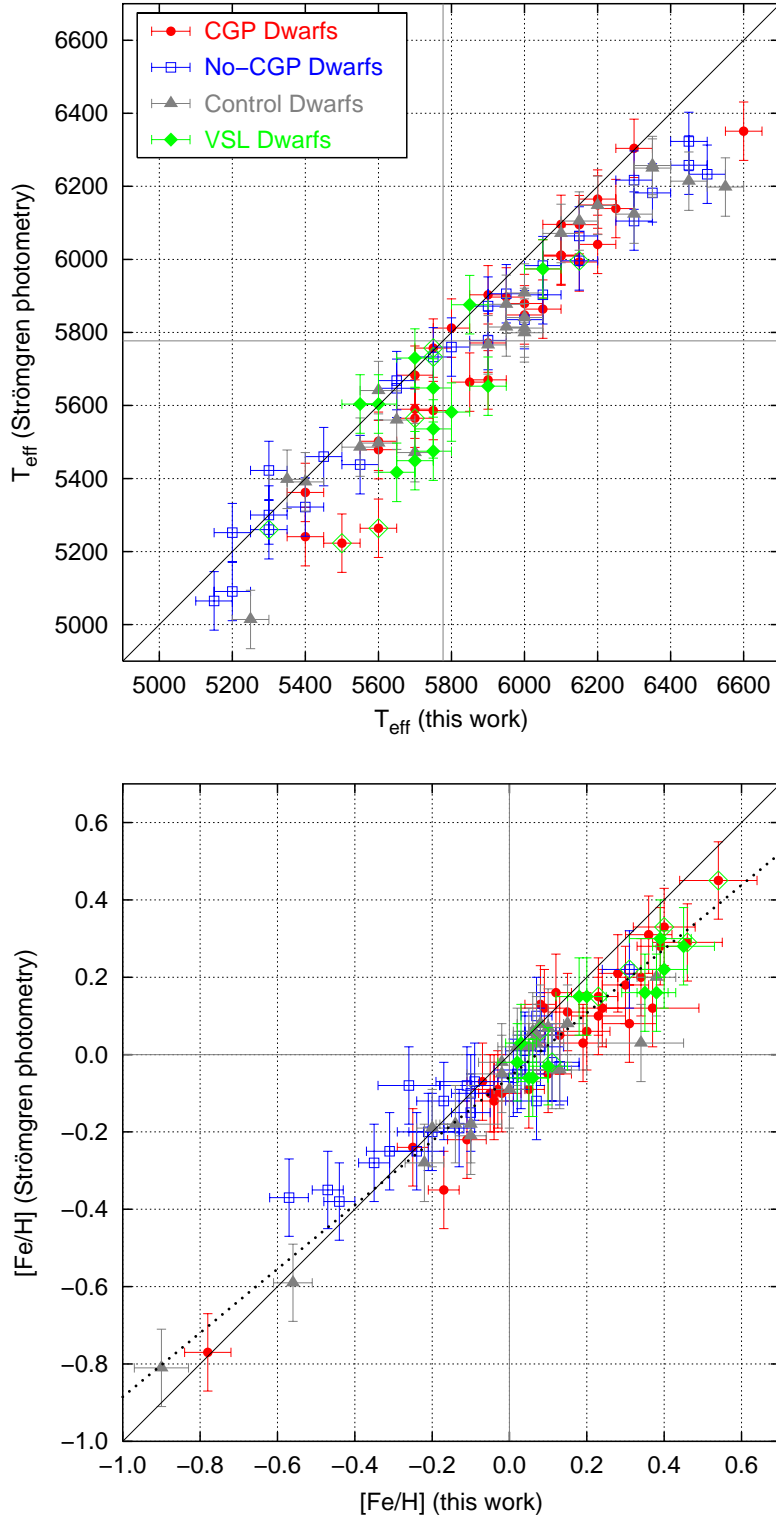 6600
6400
6200
6000
5800
5600
5400
5200
5000
CGP Dwarfs
No−CGP Dwarfs
Control Dwarfs
VSL Dwarfs
T_eff (Strömgren photometry)
5000 5200 5400 5600 5800 6000 6200 6400 6600
T_eff (this work)
0.6
0.4
0.2
0.0
−0.2
−0.4
−0.6
−0.8
−1.0
[Fe/H] (Strömgren photometry)
−1.0 −0.8 −0.6 −0.4 −0.2 0.0 0.2 0.4 0.6
[Fe/H] (this work)